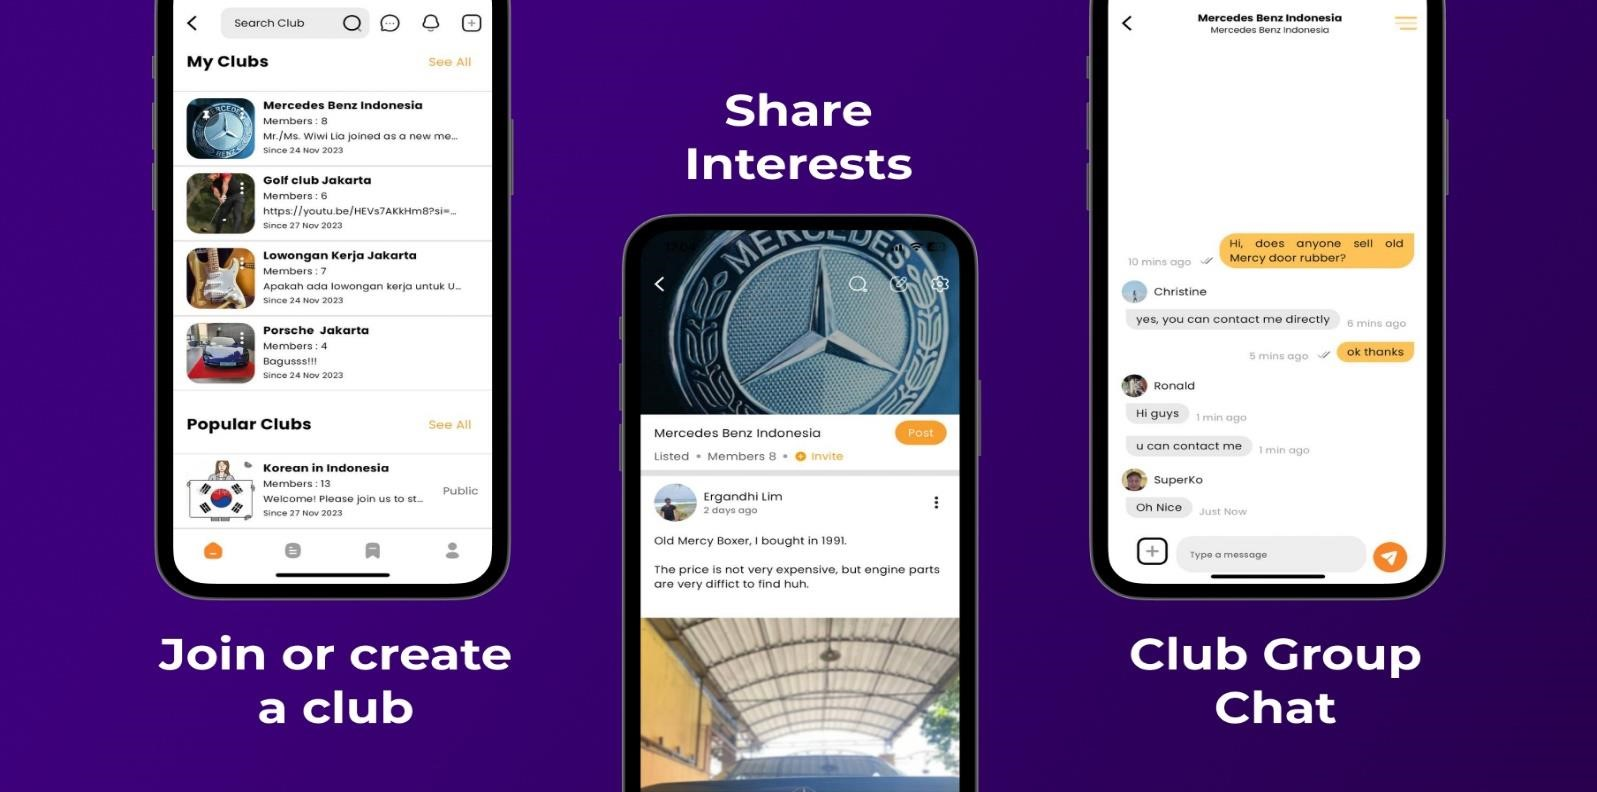 Search Club
My Clubs
See All
Mercedes Benz Indonesia
Members : 8
Mr./Ms. Wiwi Lia joined as a new me...
Since 24 Nov 2023
Golf club Jakarta
Members : 6
https://youtu.be/HEVs7AKkHm8?si=...
Since 27 Nov 2023
Lowongan Kerja Jakarta
Members : 7
Apakah ada lowongan kerja untuk U...
Since 24 Nov 2023
Porsche Jakarta
Members : 4
Bagusss!!!
Since 24 Nov 2023
Popular Clubs
See All
Korean in Indonesia
Members : 13
Welcome! Please join us to st...
Public
Since 27 Nov 2023
Join or create
a club
Share
Interests
MERCEDES
Mercedes Benz Indonesia
Post
Listed • Members 8 • Invite
Ergandhi Lim
2 days ago
Old Mercy Boxer, I bought in 1991.
The price is not very expensive, but engine parts
are very diffict to find huh.
Mercedes Benz Indonesia
Mercedes Benz Indonesia
Hi, does anyone sell old
Mercy door rubber?
10 mins ago
Christine
yes, you can contact me directly
6 mins ago
5 mins ago
ok thanks
Ronald
Hi guys
1 min ago
u can contact me
1 min ago
SuperKo
Oh Nice
Just Now
Type a message
Club Group
Chat